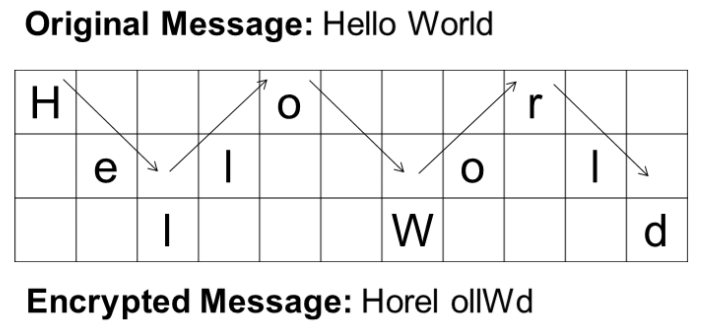 Original Message: Hello World
H o r
e l o l
l W d
Encrypted Message: Horel ollWd